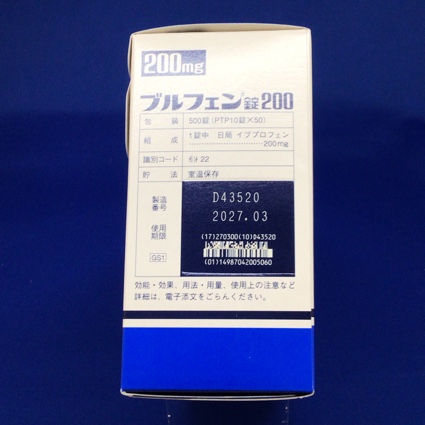 200mg
ブルフェン錠200
包装 500錠(PTP10錠×50)
組成 1錠中 日局 イブプロフェン
200mg
識別コード 22
貯法 室温保存
製造番号 D43520
使用期限 2027.03
(17)270300(10)D43520
GS1 (01)14987042005060
効能・効果、用法・用量、使用上の注意など
詳細は、電子添文をごらんください。